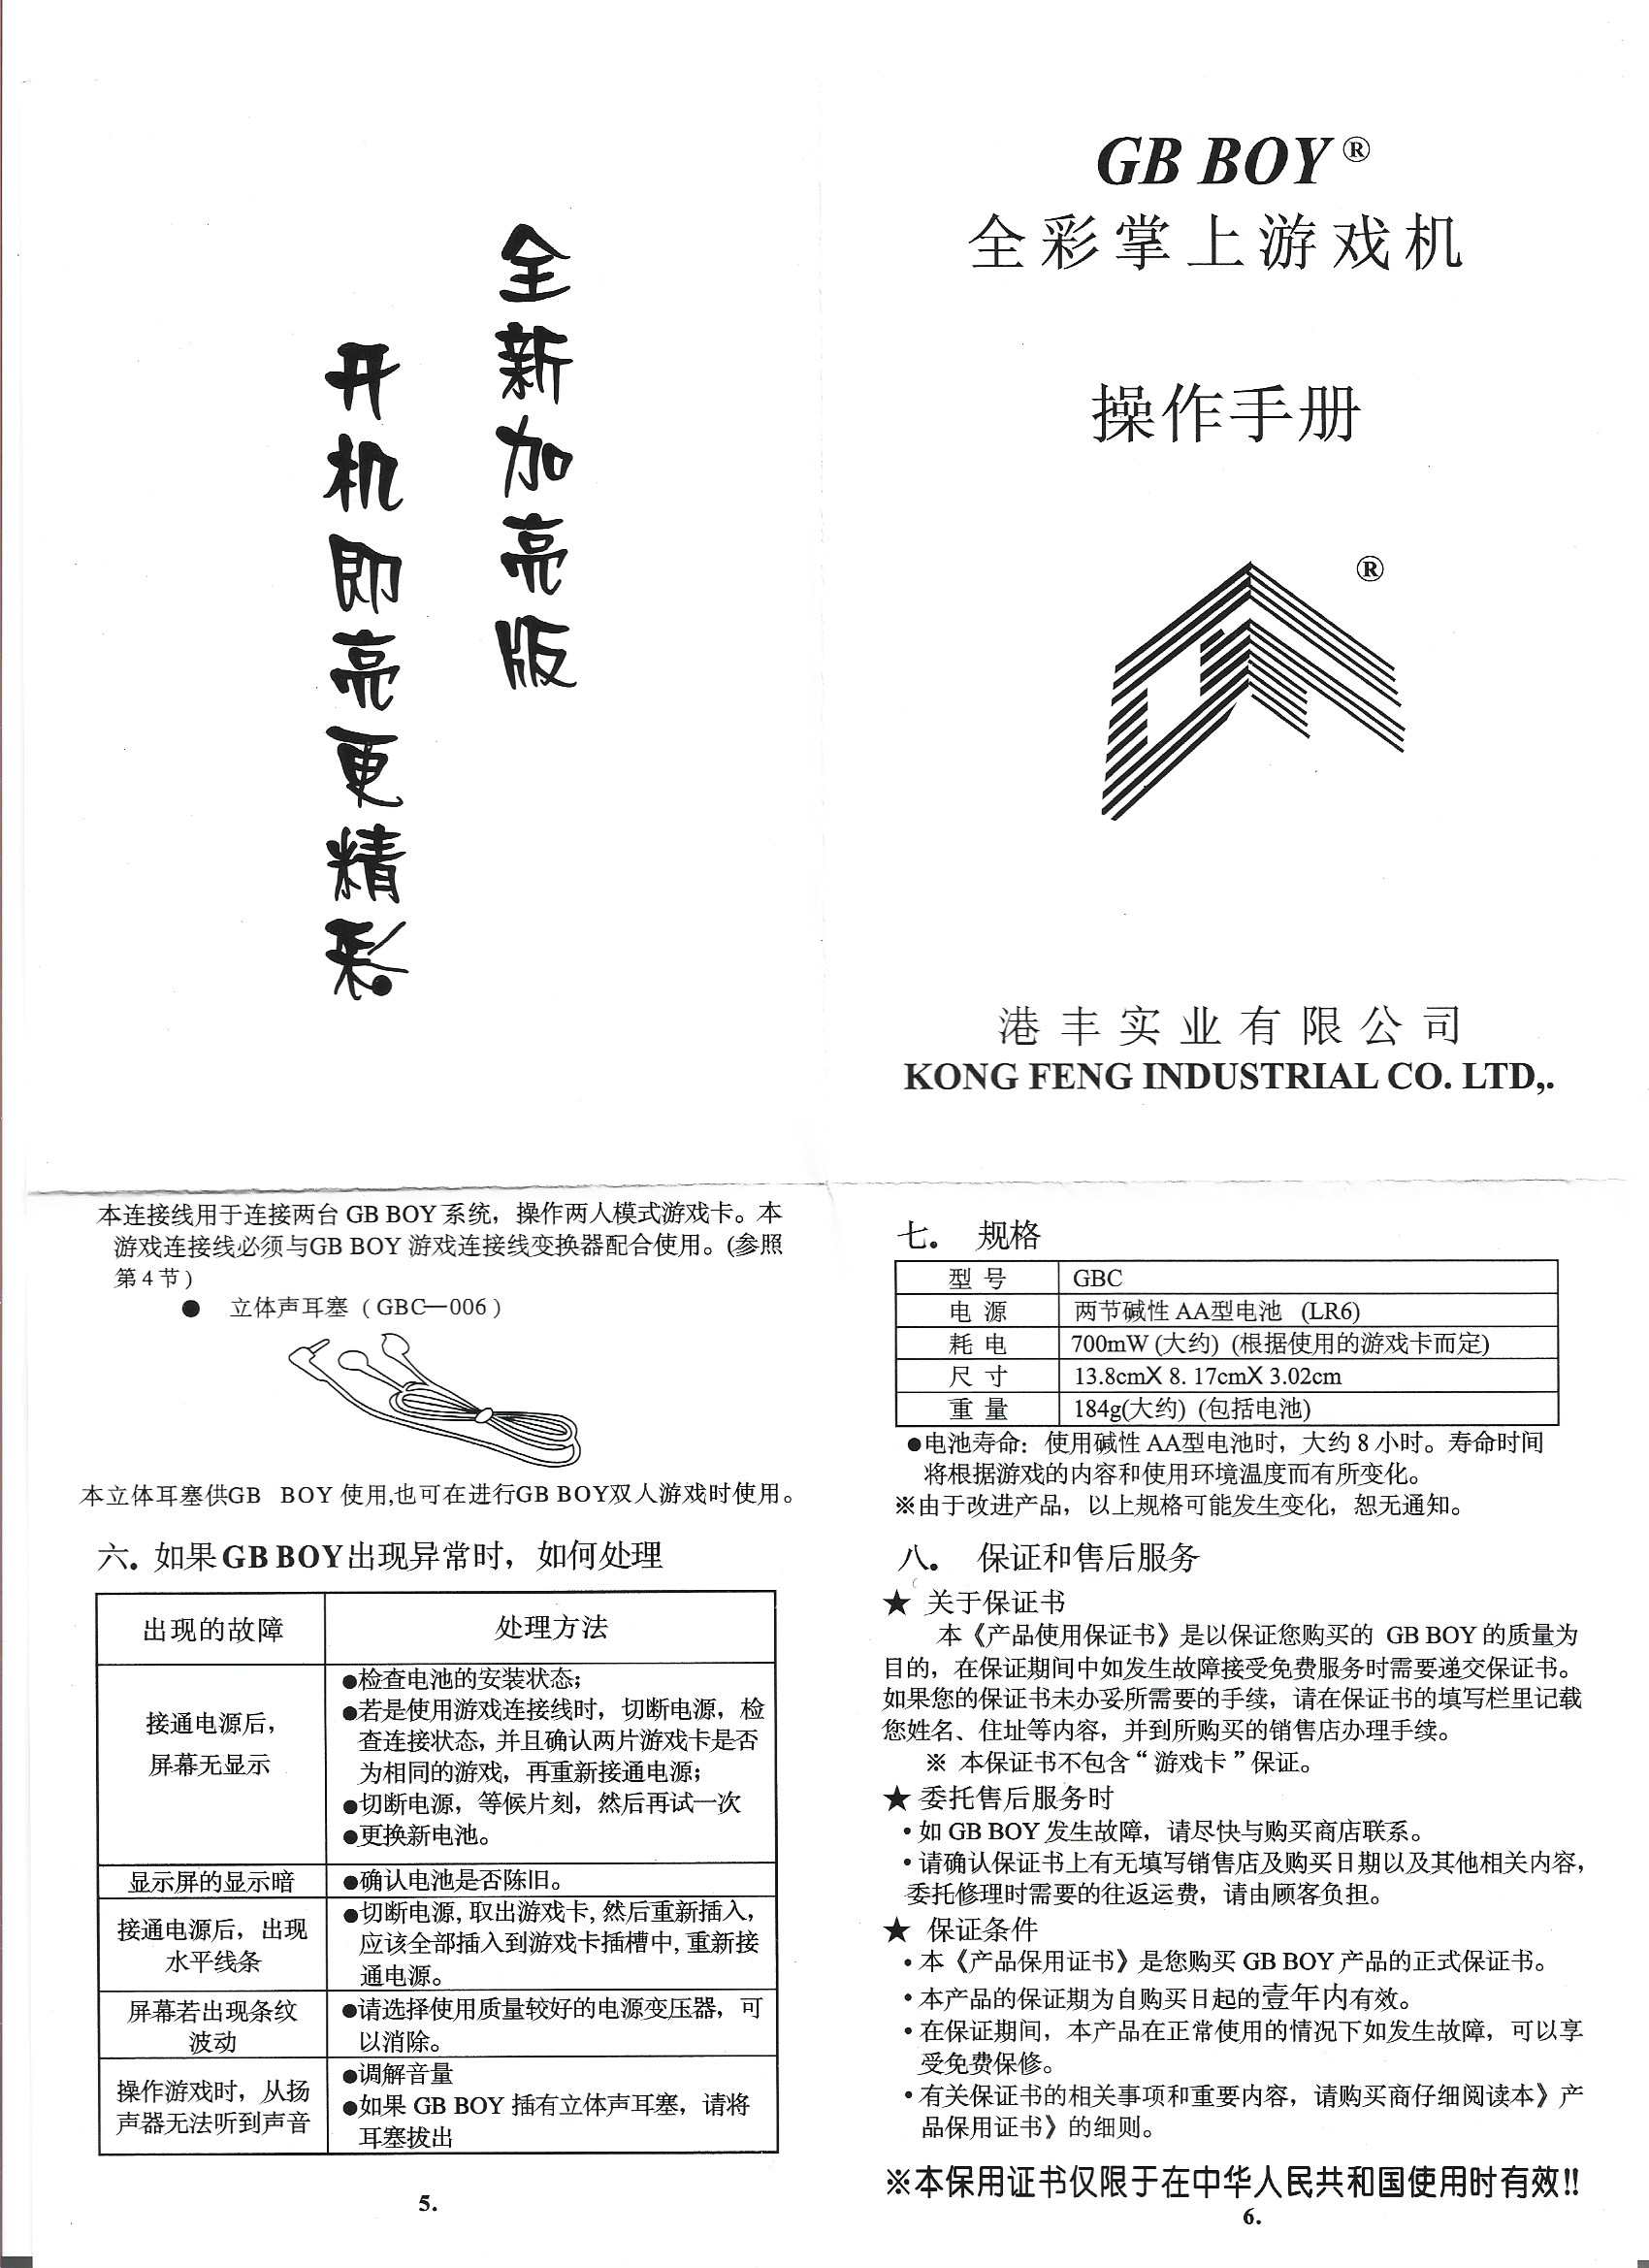 全新加亮版
开机即亮更精彩
GB BOY ®
全彩掌上游戏机
操作手册
®
港丰实业有限公司
KONG FENG INDUSTRIAL CO. LTD,.
本连接线用于连接两台 GB BOY 系统，操作两人模式游戏卡。本
游戏连接线必须与GB BOY 游戏连接线变换器配合使用。(参照
第 4 节 )
● 立体声耳塞 ( GBC—006 )
本立体耳塞供GB BOY 使用,也可在进行GB BOY双人游戏时使用。
六. 如果 GB BOY 出现异常时，如何处理
出现的故障 处理方法
接通电源后，
屏幕无显示
●检查电池的安装状态；
●若是使用游戏连接线时，切断电源，检
查连接状态，并且确认两片游戏卡是否
为相同的游戏，再重新接通电源；
●切断电源，等候片刻，然后再试一次
●更换新电池。
显示屏的显示暗 ●确认电池是否陈旧。
接通电源后，出现
水平线条
●切断电源, 取出游戏卡, 然后重新插入，
应该全部插入到游戏卡插槽中, 重新接
通电源。
屏幕若出现条纹
波动
●请选择使用质量较好的电源变压器，可
以消除。
操作游戏时，从扬
声器无法听到声音
●调解音量
●如果 GB BOY 插有立体声耳塞，请将
耳塞拔出
5.
七. 规格
型 号 GBC
电 源 两节碱性 AA型电池 (LR6)
耗 电 700mW (大约) (根据使用的游戏卡而定)
尺 寸 13.8cmX 8. 17cmX 3.02cm
重 量 184g(大约) (包括电池)
●电池寿命：使用碱性 AA型电池时，大约 8 小时。寿命时间
将根据游戏的内容和使用环境温度而有所变化。
※由于改进产品，以上规格可能发生变化，恕无通知。
八. 保证和售后服务
★ 关于保证书
本《产品使用保证书》是以保证您购买的 GB BOY 的质量为
目的，在保证期间中如发生故障接受免费服务时需要递交保证书。
如果您的保证书未办妥所需要的手续，请在保证书的填写栏里记载
您姓名、住址等内容，并到所购买的销售店办理手续。
※ 本保证书不包含“游戏卡”保证。
★ 委托售后服务时
• 如 GB BOY 发生故障，请尽快与购买商店联系。
• 请确认保证书上有无填写销售店及购买日期以及其他相关内容，
委托修理时需要的往返运费，请由顾客负担。
★ 保证条件
• 本《产品保用证书》是您购买 GB BOY 产品的正式保证书。
• 本产品的保证期为自购买日起的壹年内有效。
• 在保证期间，本产品在正常使用的情况下如发生故障，可以享
受免费保修。
• 有关保证书的相关事项和重要内容，请购买商仔细阅读本》产
品保用证书》的细则。
※本保用证书仅限于在中华人民共和国使用时有效!!
6.